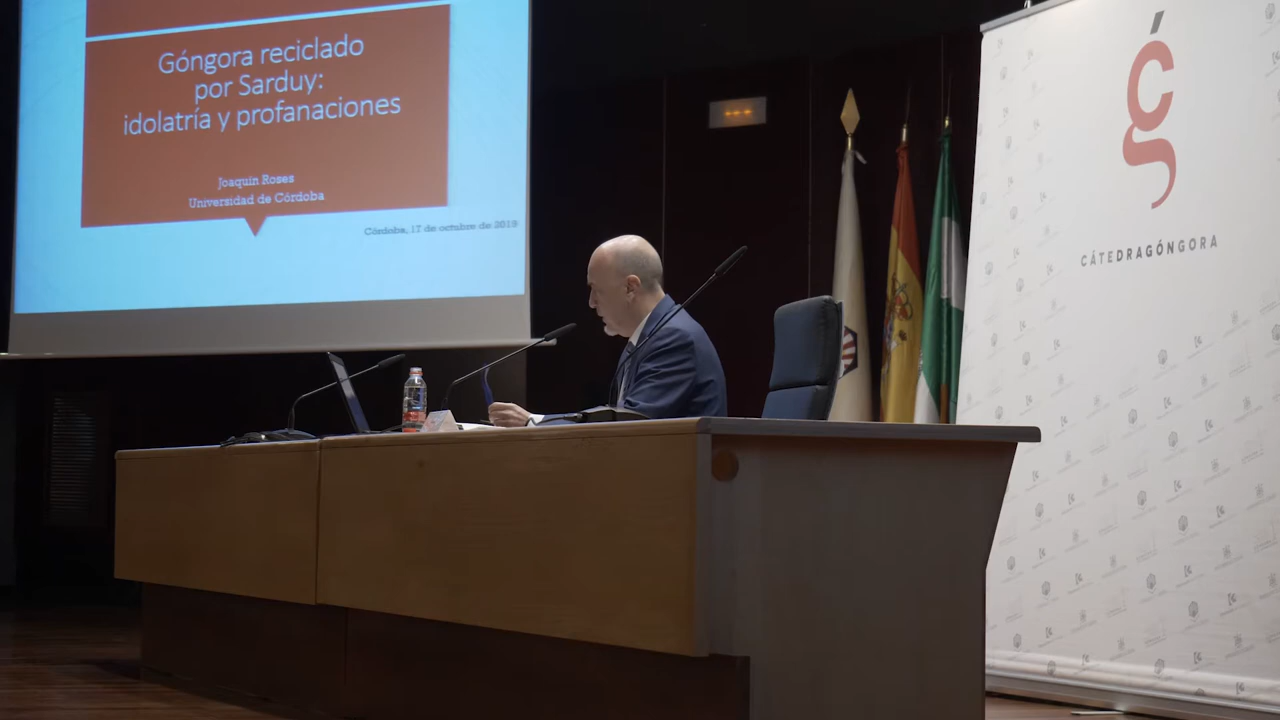 Góngora reciclado
por Sarduy:
idolatría y profanaciones
Joaquín Roses
Universidad de Córdoba
Córdoba, 17 de octubre de 2019
CÁTEDRAGÓNGORA